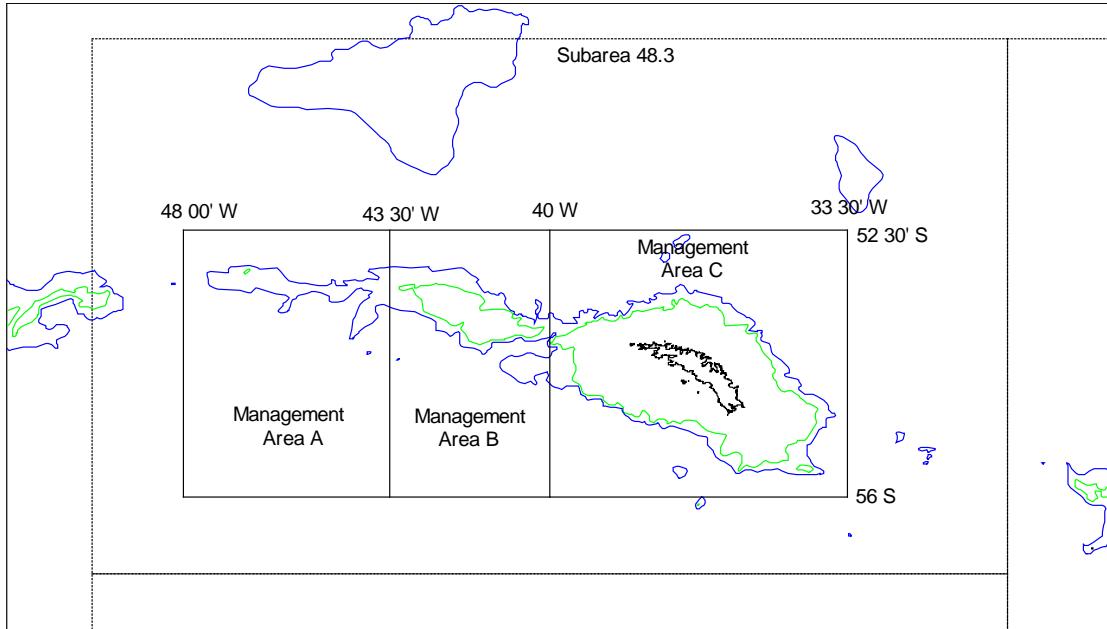 Subarea 48.3
48 00' W
43 30' W
40 W
33 30' W
52 30' S
Management
Area C
Management
Area A
Management
Area B
56 S